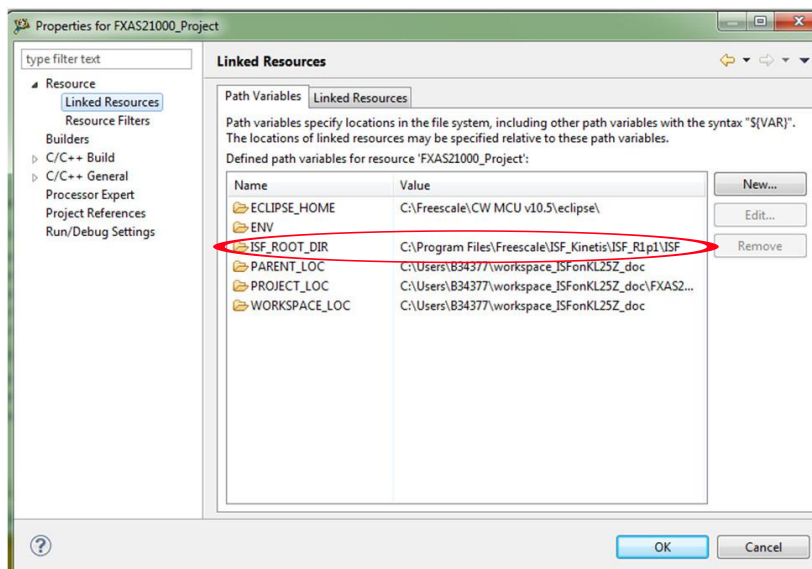 Properties for FXAS21000_Project
type filter text
Resource
Linked Resources
Resource Filters
Builders
C/C++ Build
C/C++ General
Processor Expert
Project References
Run/Debug Settings
Linked Resources
Path Variables Linked Resources
Path variables specify locations in the file system, including other path variables with the syntax "${VAR}".
The locations of linked resources may be specified relative to these path variables.
Defined path variables for resource 'FXAS21000_Project':
Name Value
ECLIPSE_HOME C:\Freescale\CW MCU v10.5\eclipse\
ENV
ISF_ROOT_DIR C:\Program Files\Freescale\ISF_Kinetis\ISF_R1p1\ISF
PARENT_LOC C:\Users\B34377\workspace_ISFonKL25Z_doc
PROJECT_LOC C:\Users\B34377\workspace_ISFonKL25Z_doc\FXAS2...
WORKSPACE_LOC C:\Users\B34377\workspace_ISFonKL25Z_doc
New...
Edit...
Remove
OK Cancel